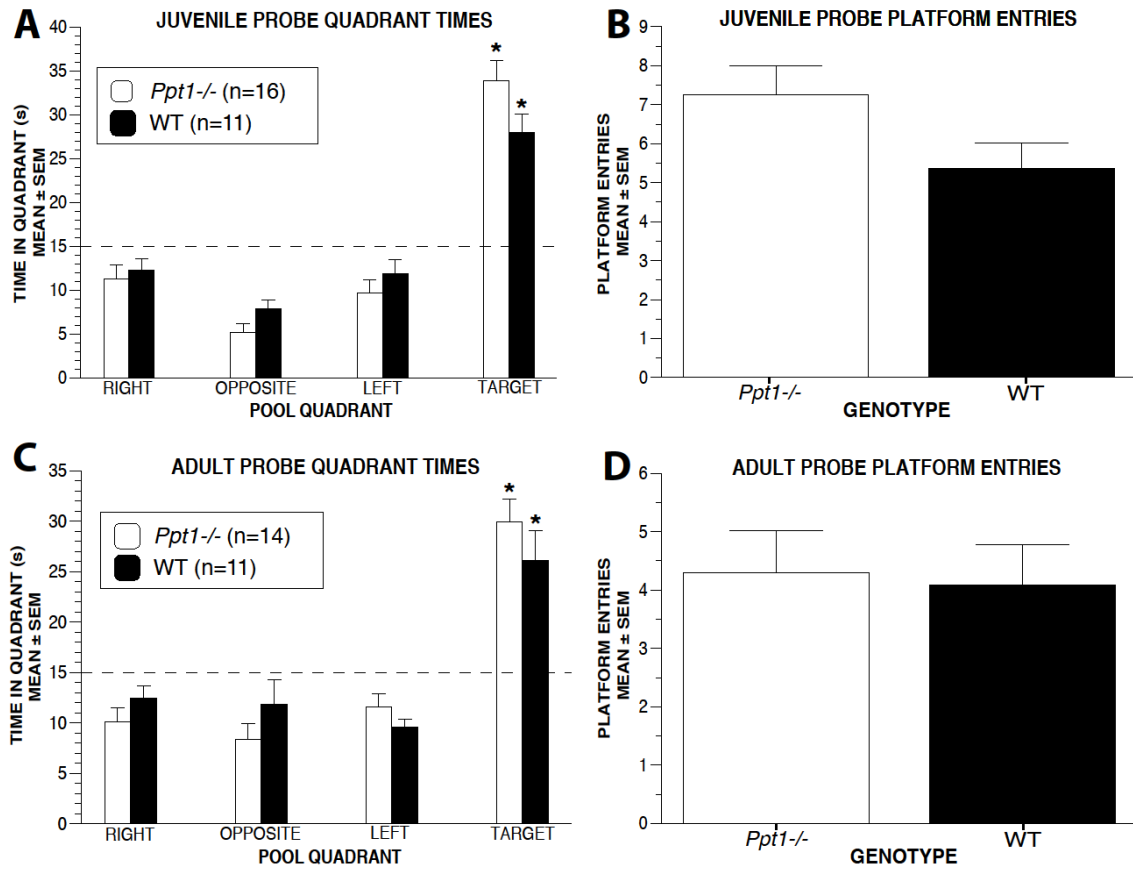 A
JUVENILE PROBE QUADRANT TIMES
40
35
30
25
20
15
10
5
0
TIME IN QUADRANT (s)
MEAN ± SEM
Ppt1-/- (n=16)
WT (n=11)
*
*
RIGHT OPPOSITE LEFT TARGET
POOL QUADRANT
B
JUVENILE PROBE PLATFORM ENTRIES
9
8
7
6
5
4
3
2
1
0
PLATFORM ENTRIES
MEAN ± SEM
Ppt1-/- WT
GENOTYPE
C
ADULT PROBE QUADRANT TIMES
35
30
25
20
15
10
5
0
TIME IN QUADRANT (s)
MEAN ± SEM
Ppt1-/- (n=14)
WT (n=11)
*
*
RIGHT OPPOSITE LEFT TARGET
POOL QUADRANT
D
ADULT PROBE PLATFORM ENTRIES
6
5
4
3
2
1
0
PLATFORM ENTRIES
MEAN ± SEM
Ppt1-/- WT
GENOTYPE